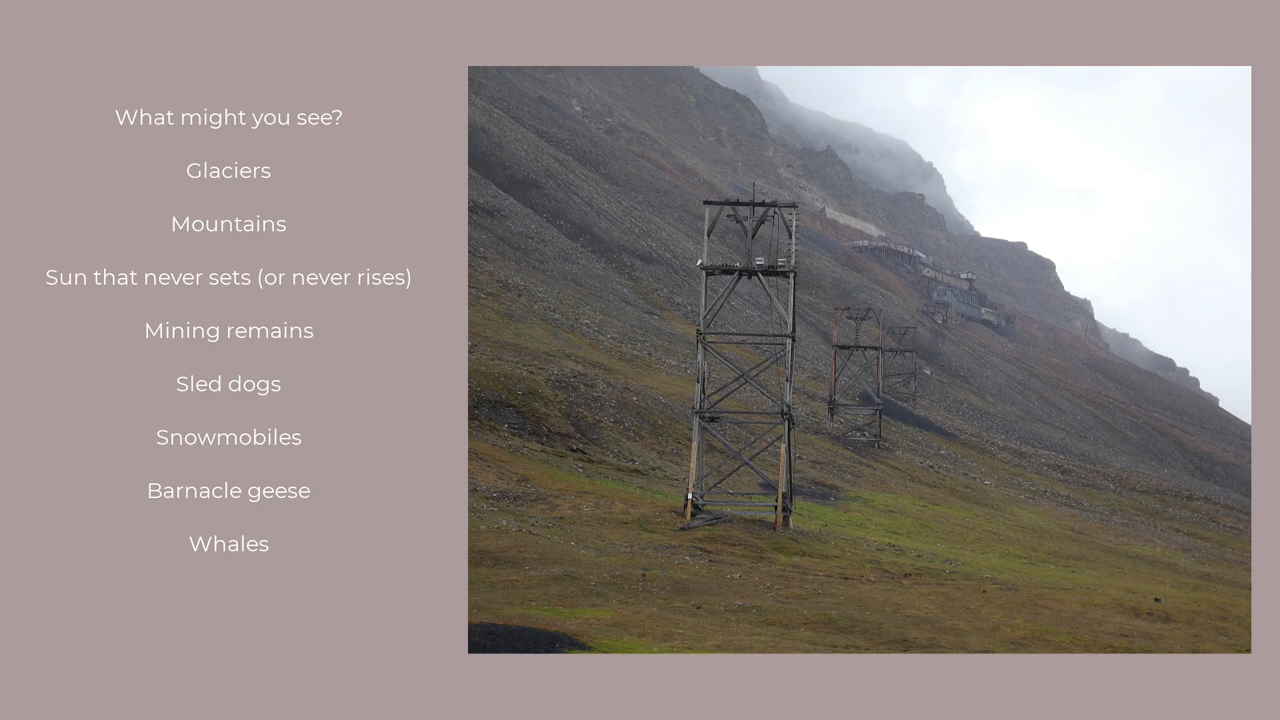 What might you see?
Glaciers
Mountains
Sun that never sets (or never rises)
Mining remains
Sled dogs
Snowmobiles
Barnacle geese
Whales